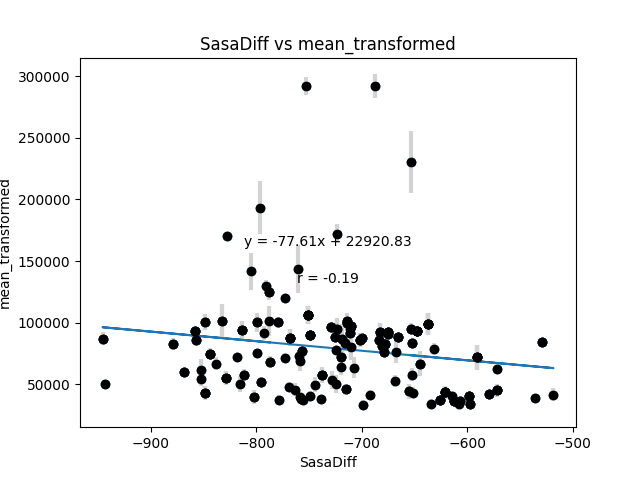 SasaDiff vs mean_transformed
300000
250000
200000
150000
100000
50000
mean_transformed
y = -77.61x + 22920.83
r = -0.19
−900
−800
−700
−600
−500
SasaDiff